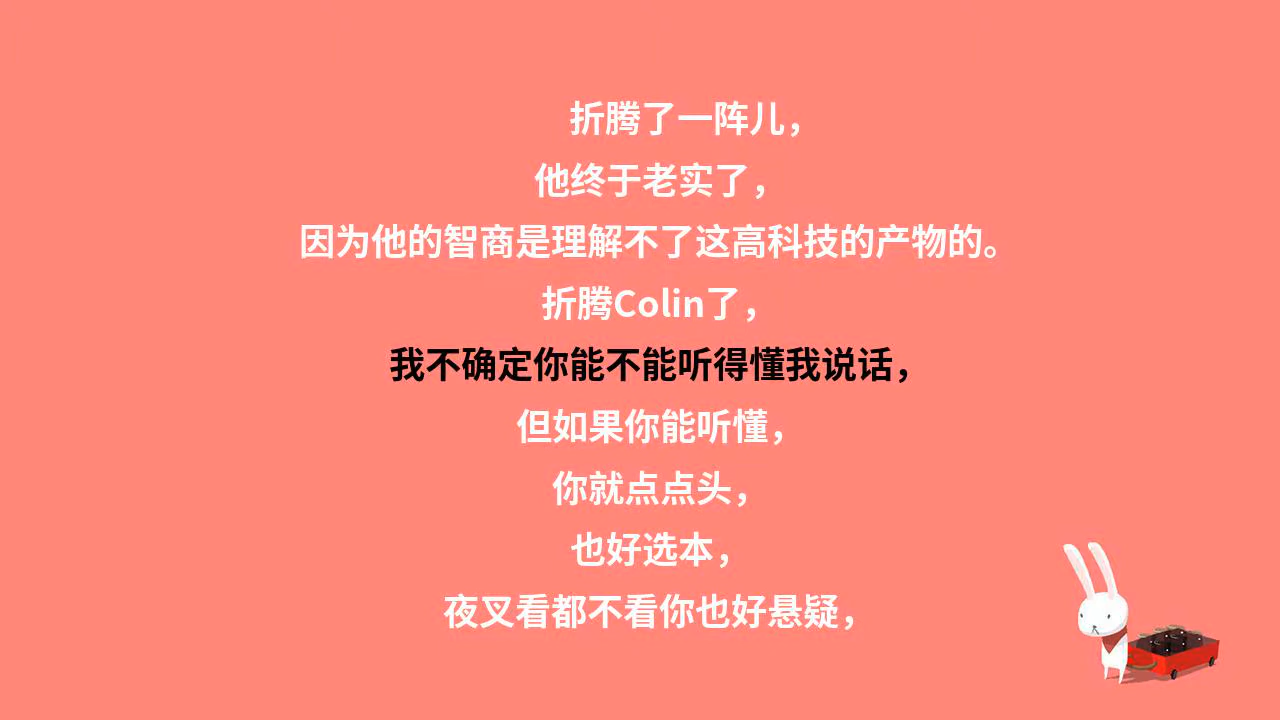 折腾了一阵儿，
他终于老实了，
因为他的智商是理解不了这高科技的产物的。
折腾Colin了，
我不确定你能不能听得懂我说话，
但如果你能听懂，
你就点点头，
也好选本，
夜叉看都不看你也好悬疑，